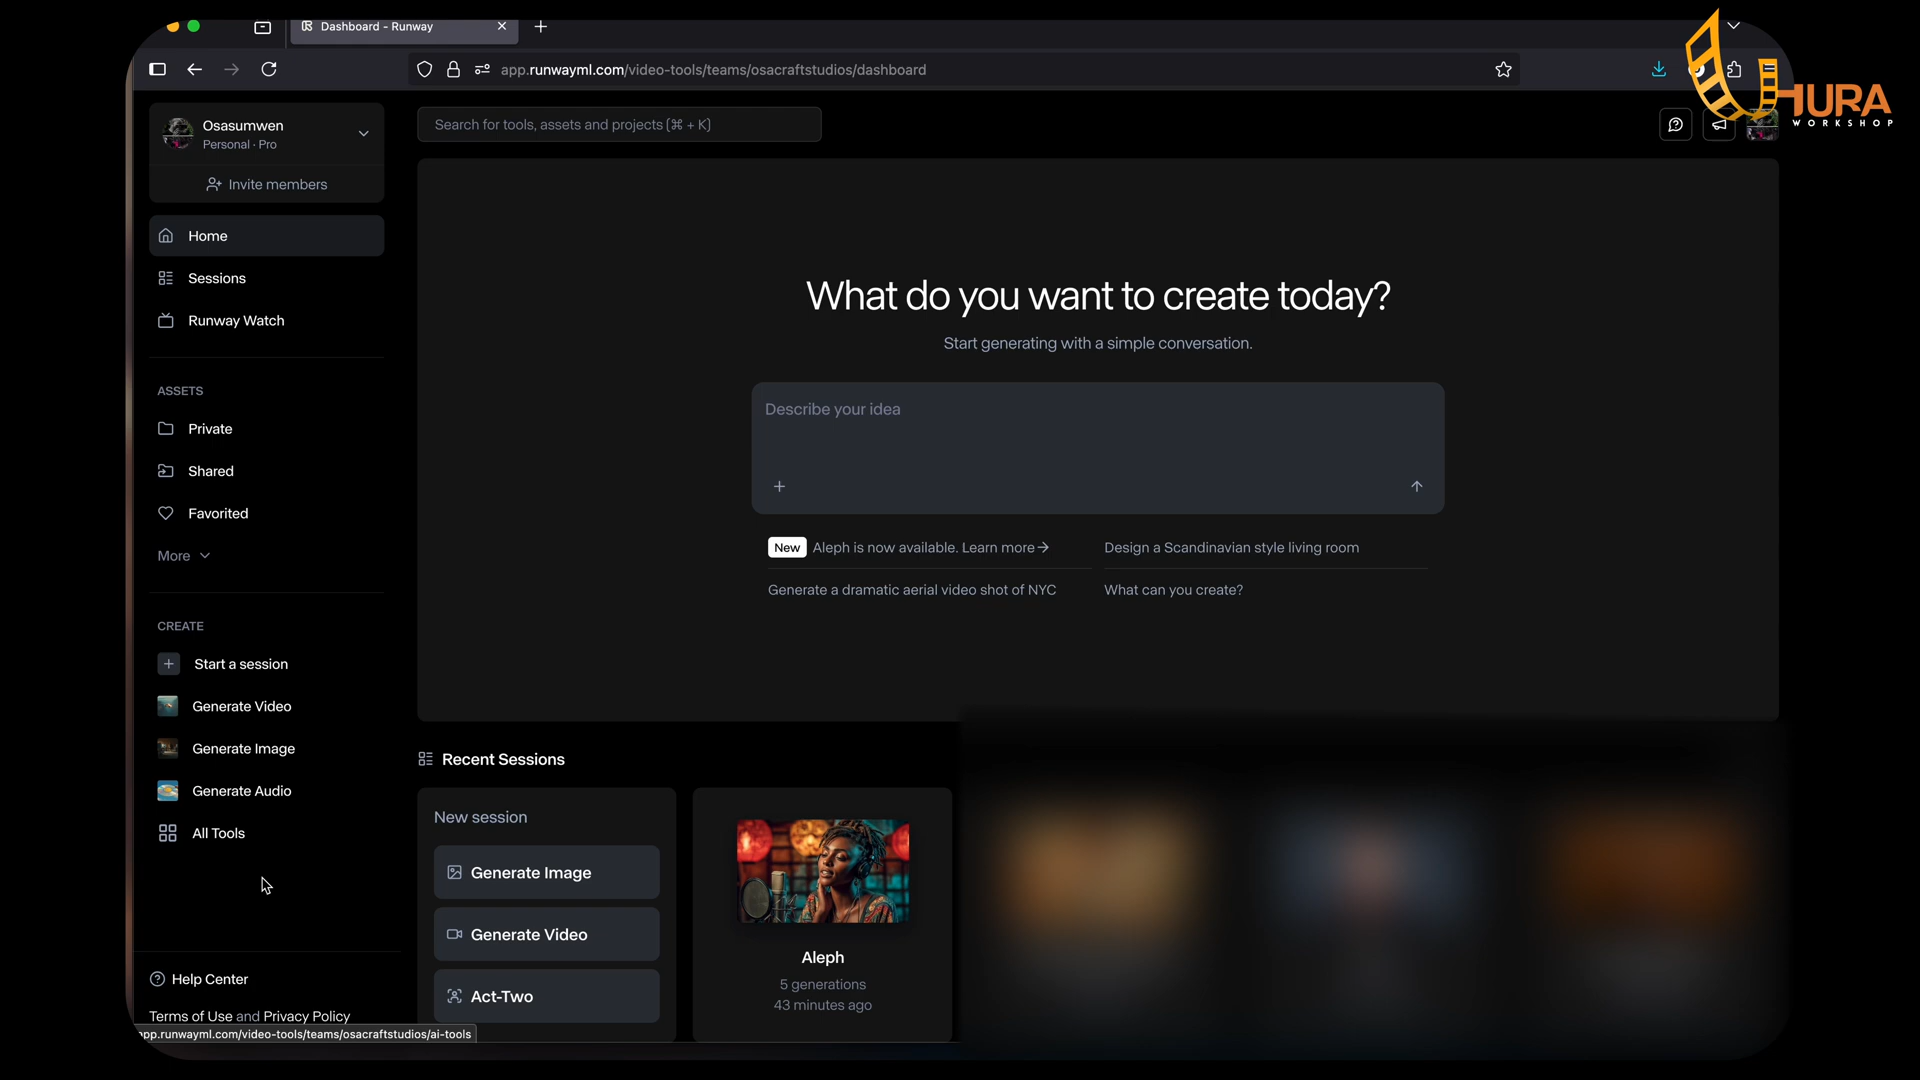 Dashboard - Runway
app.runwayml.com/video-tools/teams/osacraftstudios/dashboard
HURA
WORKSHOP
Osasumwen
Personal · Pro
Invite members
Search for tools, assets and projects (⌘ + K)
Home
Sessions
Runway Watch
ASSETS
Private
Shared
Favorited
More
CREATE
Start a session
Generate Video
Generate Image
Generate Audio
All Tools
Help Center
Terms of Use and Privacy Policy
app.runwayml.com/video-tools/teams/osacraftstudios/ai-tools
What do you want to create today?
Start generating with a simple conversation.
Describe your idea
New Aleph is now available. Learn more →
Design a Scandinavian style living room
Generate a dramatic aerial video shot of NYC
What can you create?
Recent Sessions
New session
Generate Image
Generate Video
Act-Two
Aleph
5 generations
43 minutes ago